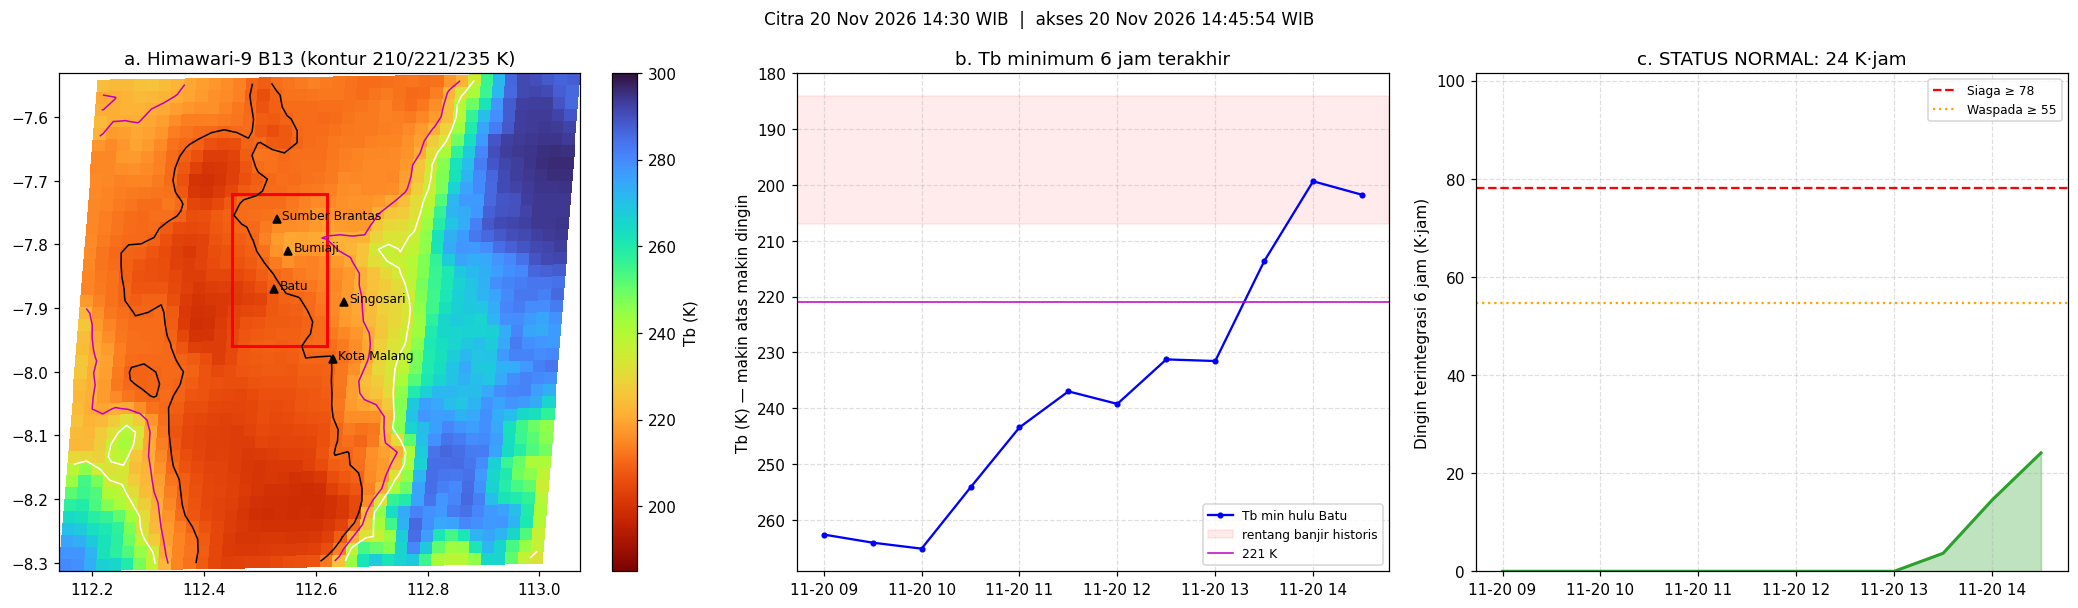 Citra 20 Nov 2026 14:30 WIB | akses 20 Nov 2026 14:45:54 WIB
a. Himawari-9 B13 (kontur 210/221/235 K)
−7.6
−7.7
−7.8
−7.9
−8.0
−8.1
−8.2
−8.3
112.2
112.4
112.6
112.8
113.0
Sumber Brantas
Bumiaji
Batu
Singosari
Kota Malang
300
280
260
240
220
200
Tb (K)
b. Tb minimum 6 jam terakhir
Tb (K) — makin atas makin dingin
180
190
200
210
220
230
240
250
260
11-20 09
11-20 10
11-20 11
11-20 12
11-20 13
11-20 14
Tb min hulu Batu
rentang banjir historis
221 K
c. STATUS NORMAL: 24 K·jam
Dingin terintegrasi 6 jam (K·jam)
100
80
60
40
20
0
11-20 09
11-20 10
11-20 11
11-20 12
11-20 13
11-20 14
Siaga ≥ 78
Waspada ≥ 55